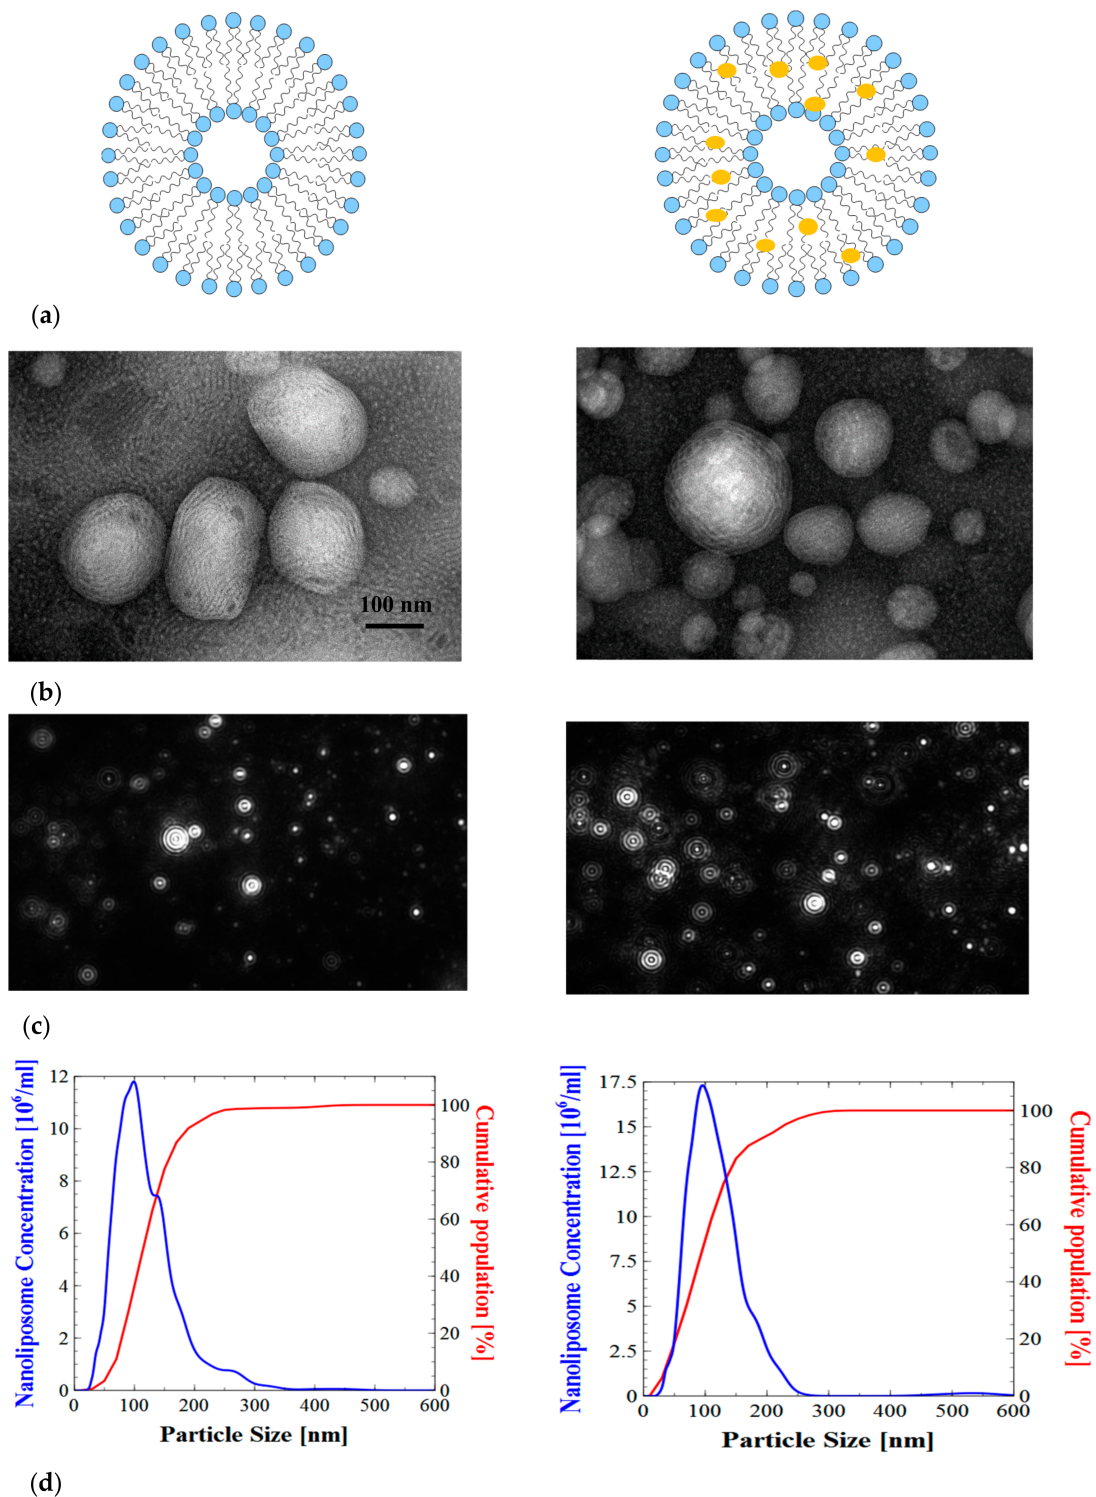 (a)
100 nm
(b)
(c)
Nanoliposome Concentration [10⁶/ml]
12
10
8
6
4
2
0
0 100 200 300 400 500 600
Particle Size [nm]
100
80
60
40
20
0
Cumulative population [%]
Nanoliposome Concentration [10⁶/ml]
17.5
15
12.5
10
7.5
5
2.5
0
0 100 200 300 400 500 600
Particle Size [nm]
100
80
60
40
20
0
Cumulative population [%]
(d)